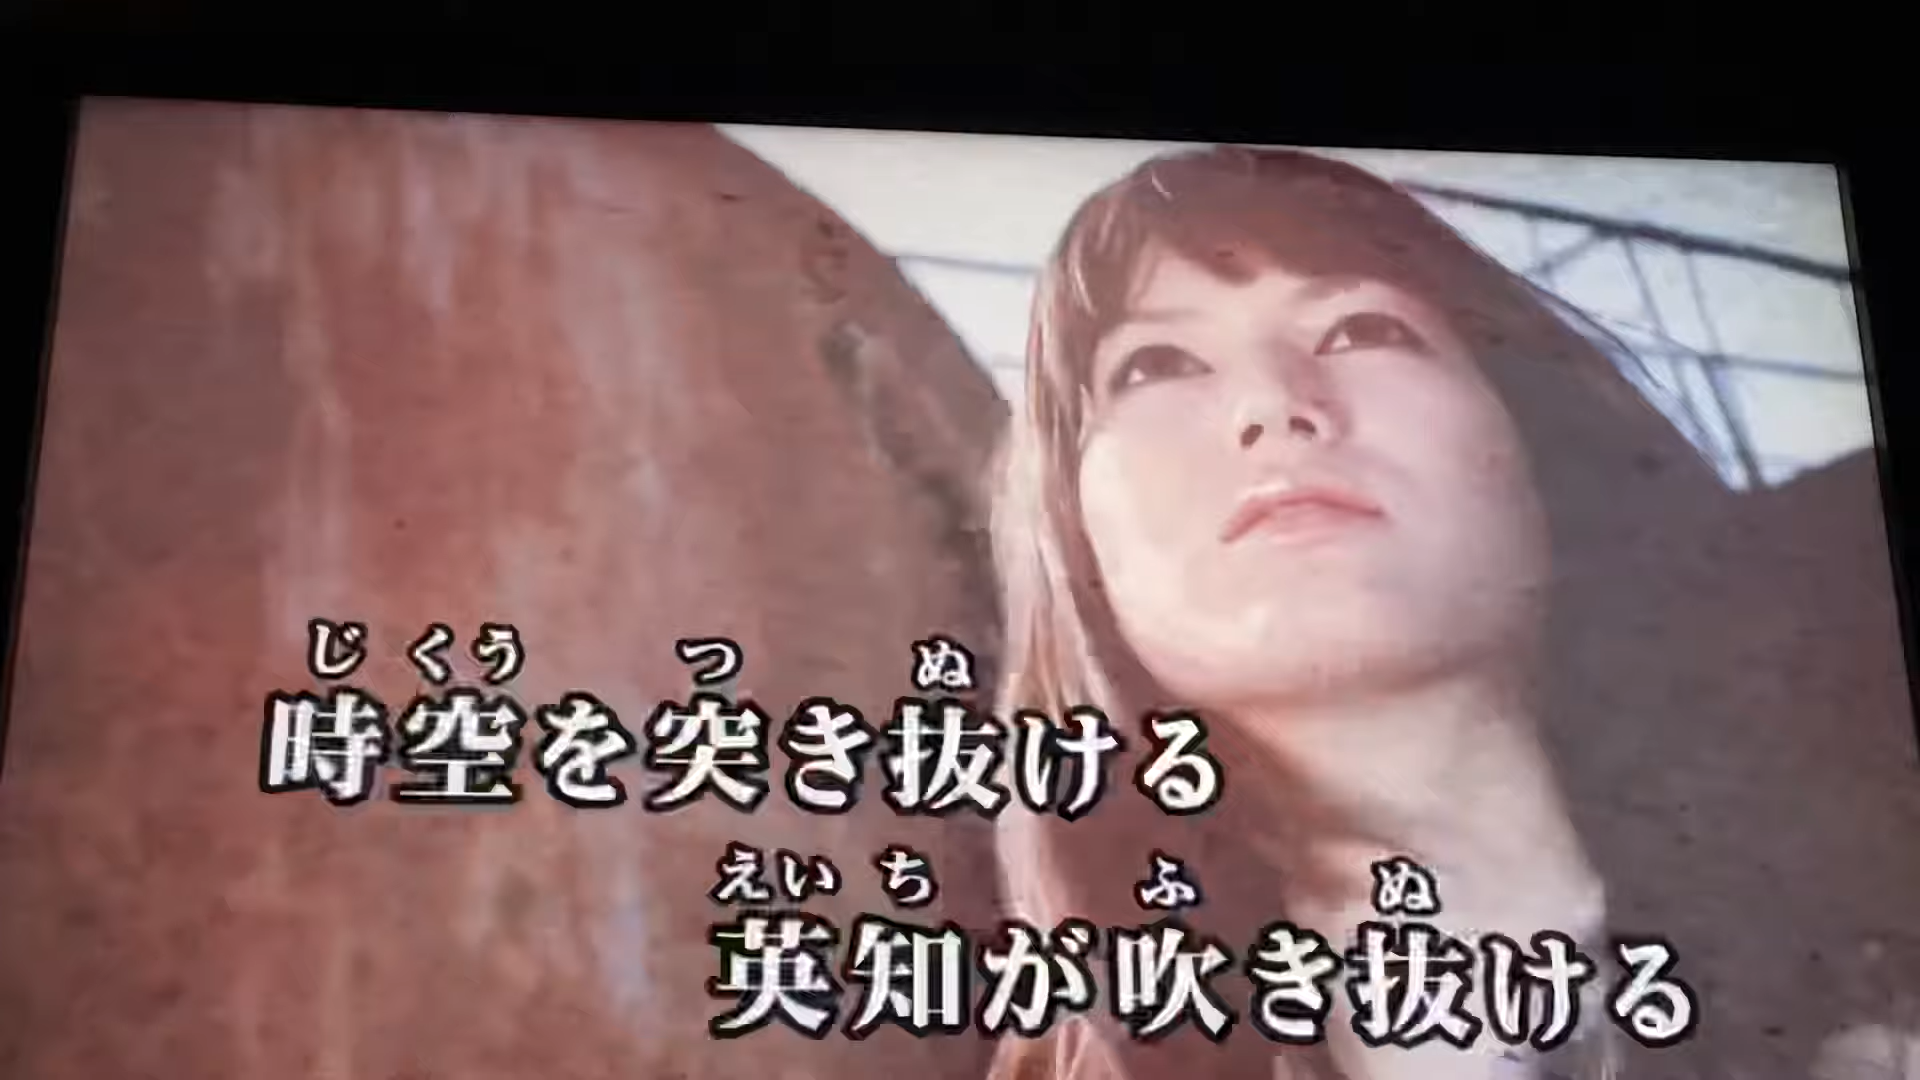 じくう つ ぬ
時空を突き抜ける
えいち ふ ぬ
英知が吹き抜ける